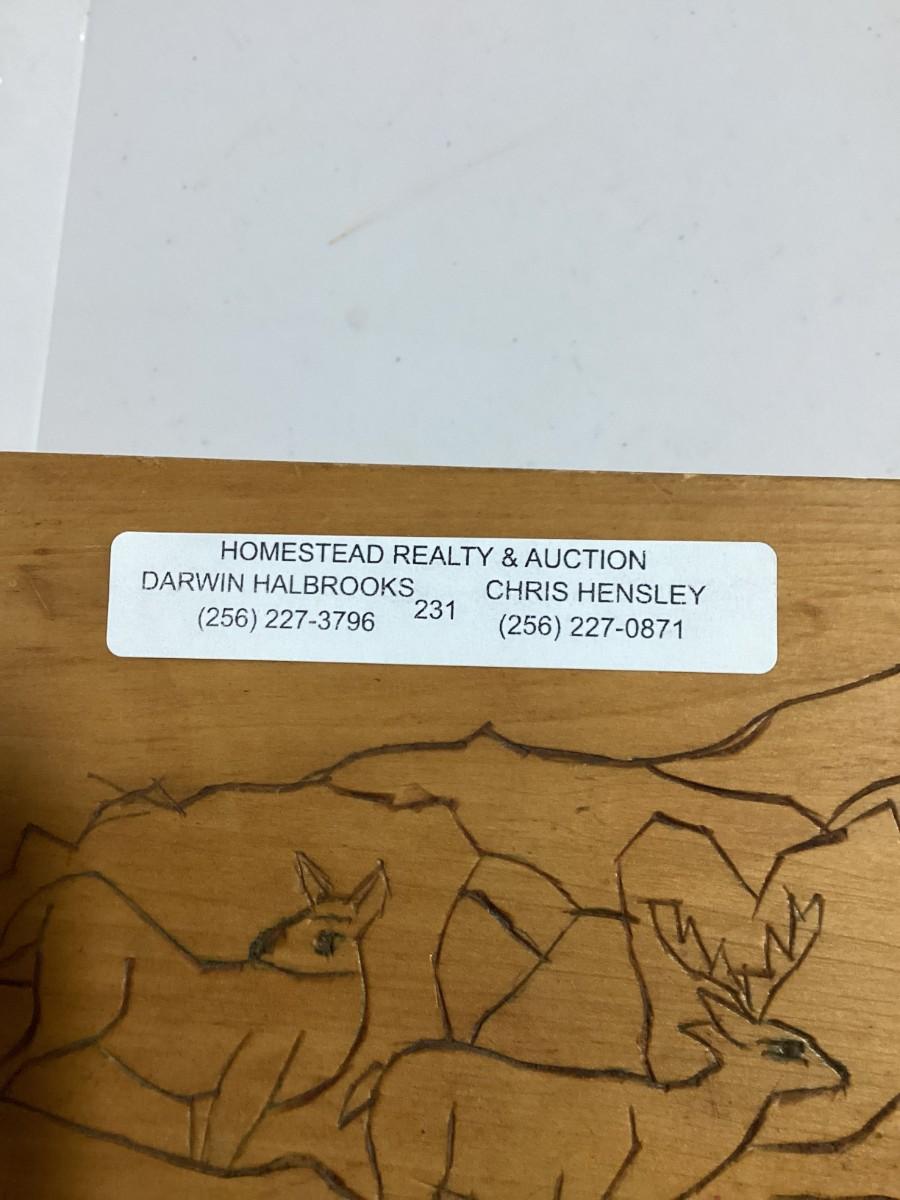 HOMESTEAD REALTY & AUCTION
DARWIN HALBROOKS CHRIS HENSLEY
231
(256) 227-3796 (256) 227-0871